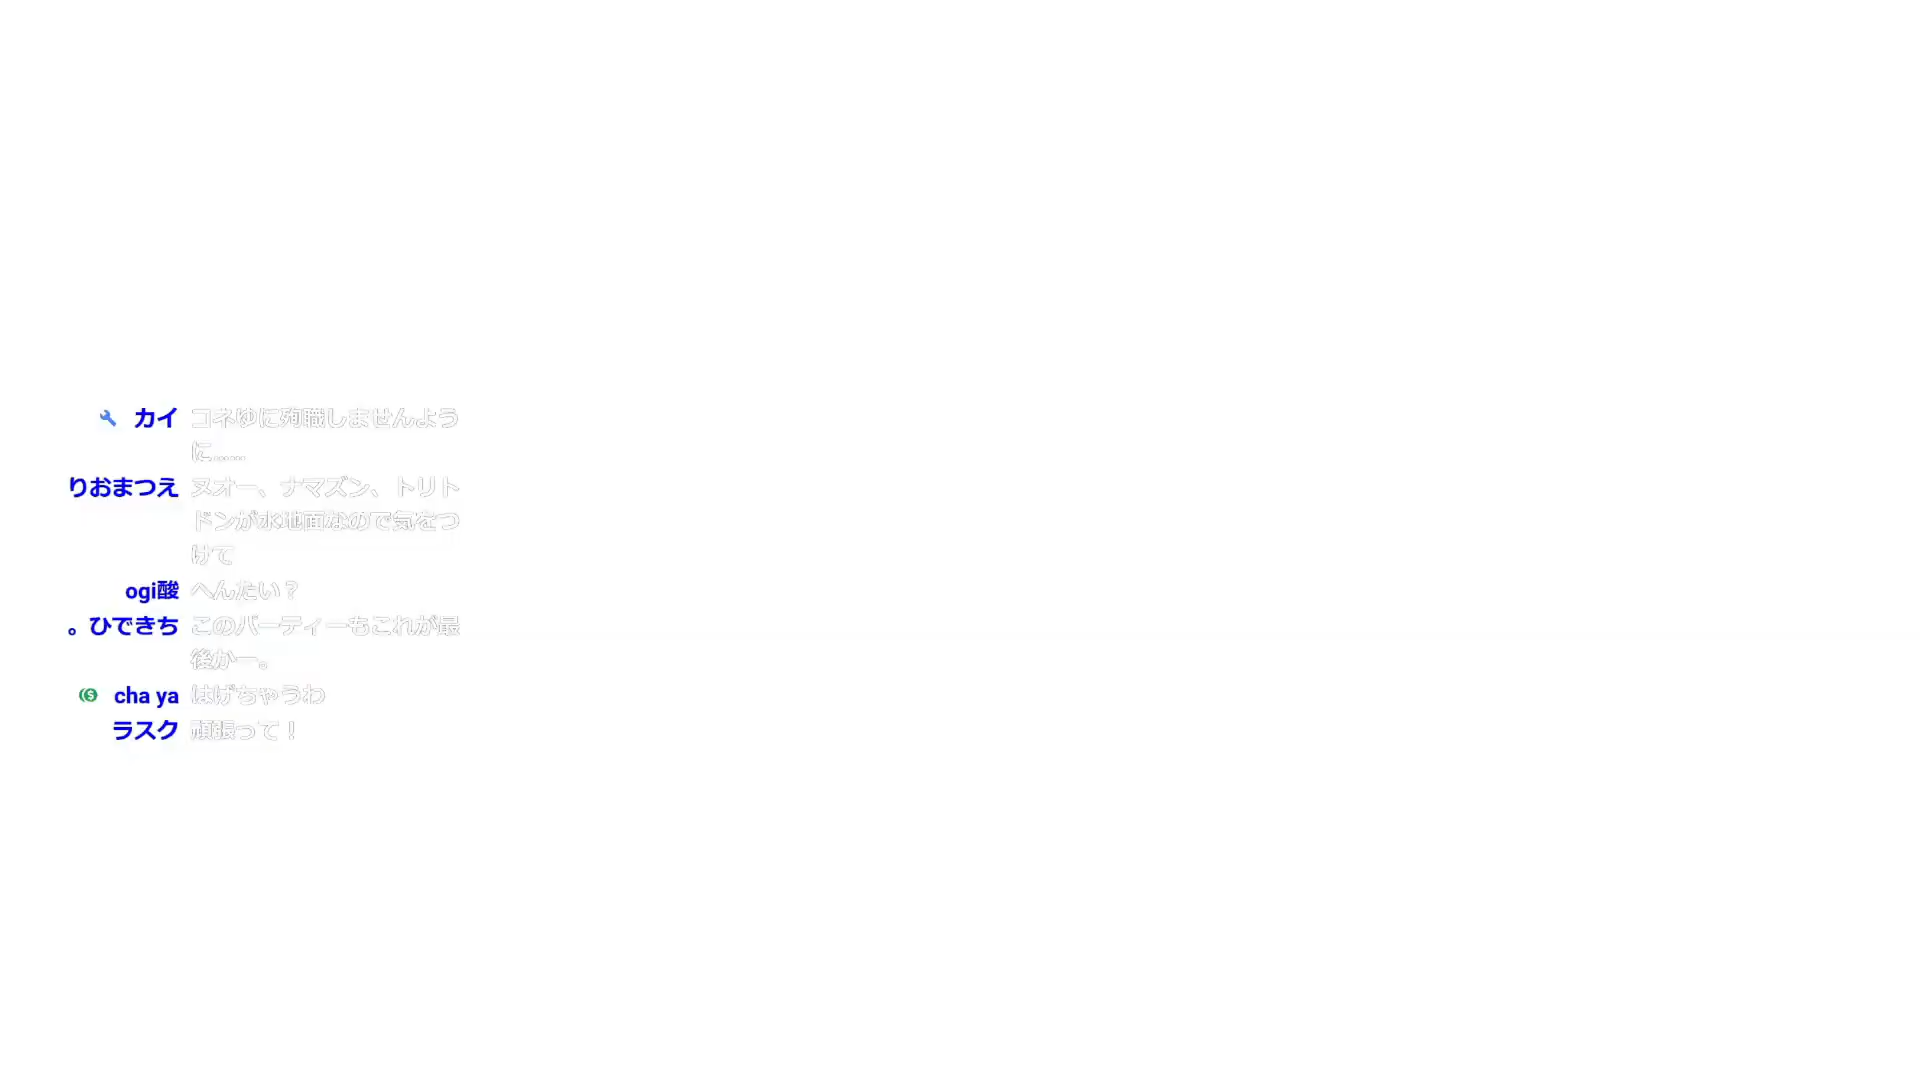 カイ コネゆに殉職しませんよう
に……
りおまつえ ヌオー、ナマズン、トリト
ドンが水地面なので気をつ
けて
ogi酸 へんたい？
。ひできち このパーティーもこれが最
後かー。
cha ya はげちゃうわ
ラスク 頑張って！